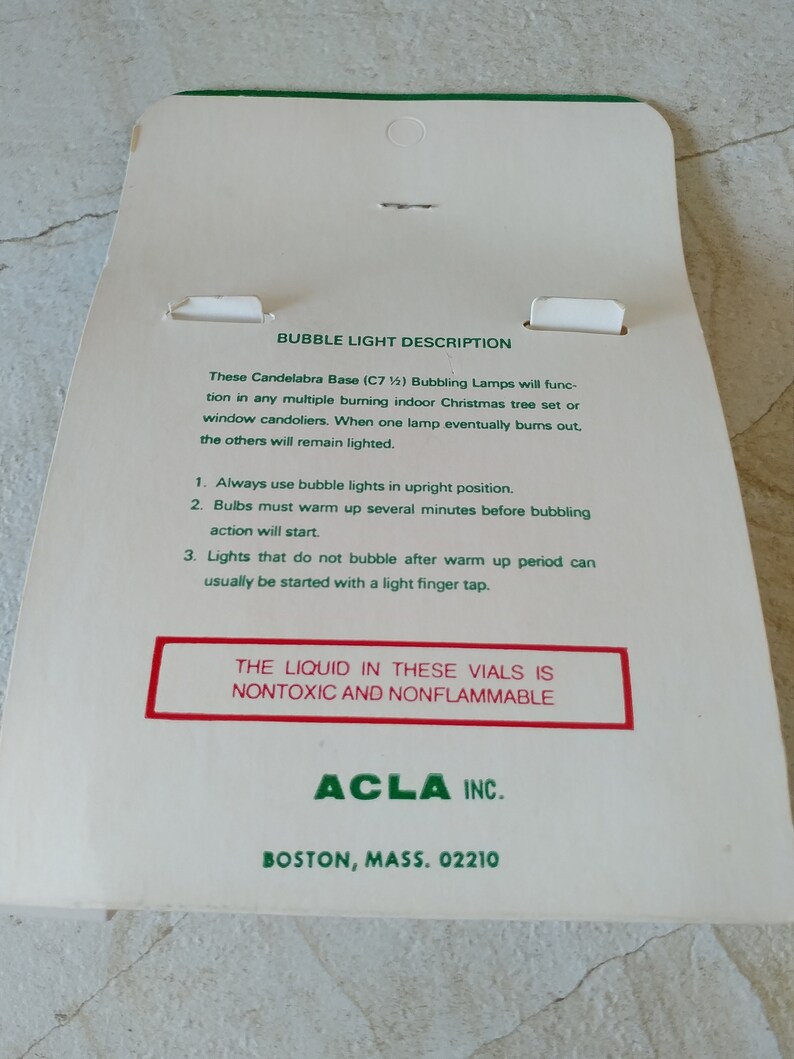 BUBBLE LIGHT DESCRIPTION
These Candelabra Base (C7 ½) Bubbling Lamps will func-
tion in any multiple burning indoor Christmas tree set or
window candoliers. When one lamp eventually burns out,
the others will remain lighted.
1. Always use bubble lights in upright position.
2. Bulbs must warm up several minutes before bubbling
action will start.
3. Lights that do not bubble after warm up period can
usually be started with a light finger tap.
THE LIQUID IN THESE VIALS IS
NONTOXIC AND NONFLAMMABLE
ACLA INC.
BOSTON, MASS. 02210